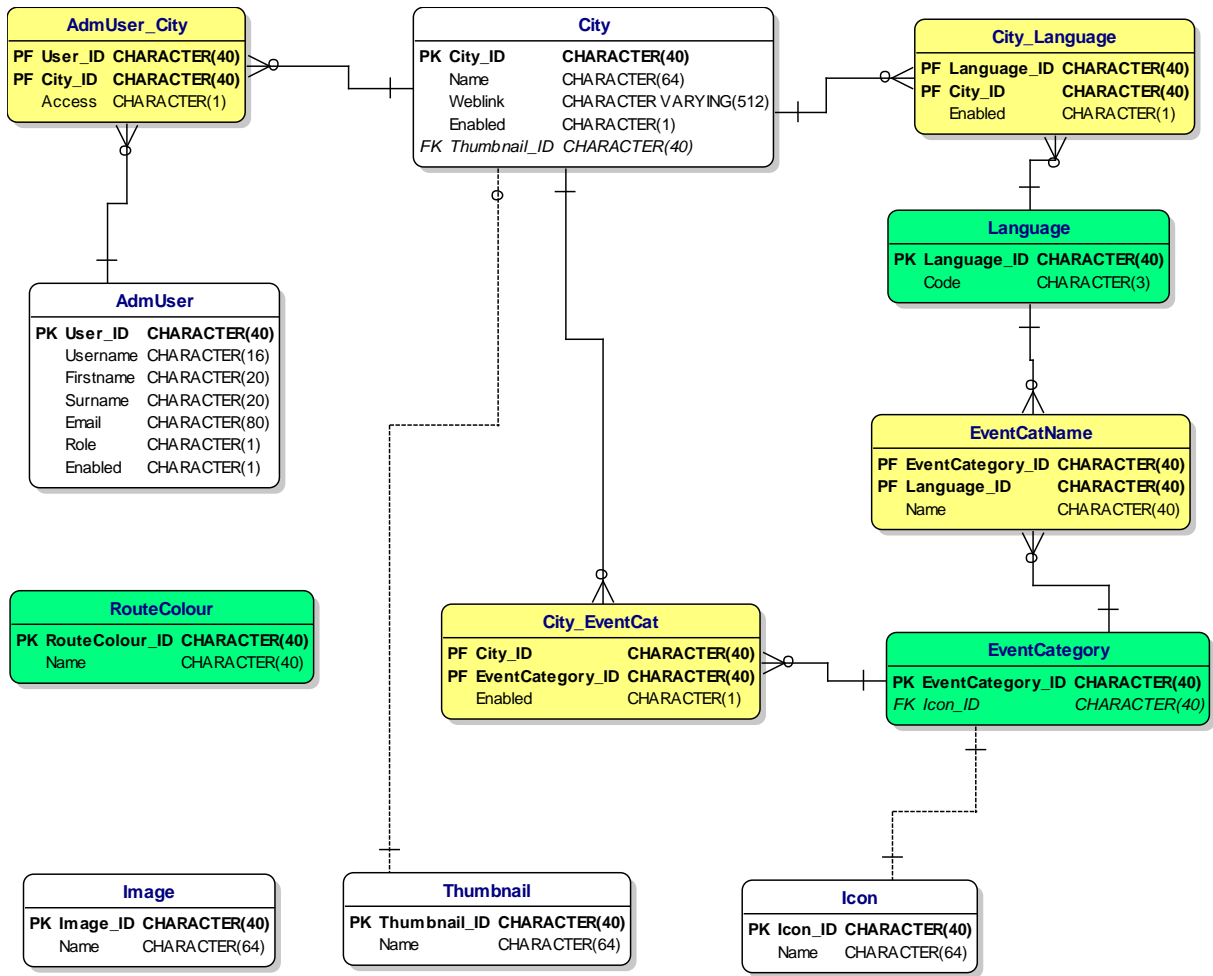 AdmUser_City
PF User_ID CHARACTER(40)
PF City_ID CHARACTER(40)
Access CHARACTER(1)
City
PK City_ID CHARACTER(40)
Name CHARACTER(64)
Weblink CHARACTER VARYING(512)
Enabled CHARACTER(1)
FK Thumbnail_ID CHARACTER(40)
City_Language
PF Language_ID CHARACTER(40)
PF City_ID CHARACTER(40)
Enabled CHARACTER(1)
Language
PK Language_ID CHARACTER(40)
Code CHARACTER(3)
AdmUser
PK User_ID CHARACTER(40)
Username CHARACTER(16)
Firstname CHARACTER(20)
Surname CHARACTER(20)
Email CHARACTER(80)
Role CHARACTER(1)
Enabled CHARACTER(1)
EventCatName
PF EventCategory_ID CHARACTER(40)
PF Language_ID CHARACTER(40)
Name CHARACTER(40)
RouteColour
PK RouteColour_ID CHARACTER(40)
Name CHARACTER(40)
City_EventCat
PF City_ID CHARACTER(40)
PF EventCategory_ID CHARACTER(40)
Enabled CHARACTER(1)
EventCategory
PK EventCategory_ID CHARACTER(40)
FK Icon_ID CHARACTER(40)
Image
PK Image_ID CHARACTER(40)
Name CHARACTER(64)
Thumbnail
PK Thumbnail_ID CHARACTER(40)
Name CHARACTER(64)
Icon
PK Icon_ID CHARACTER(40)
Name CHARACTER(64)